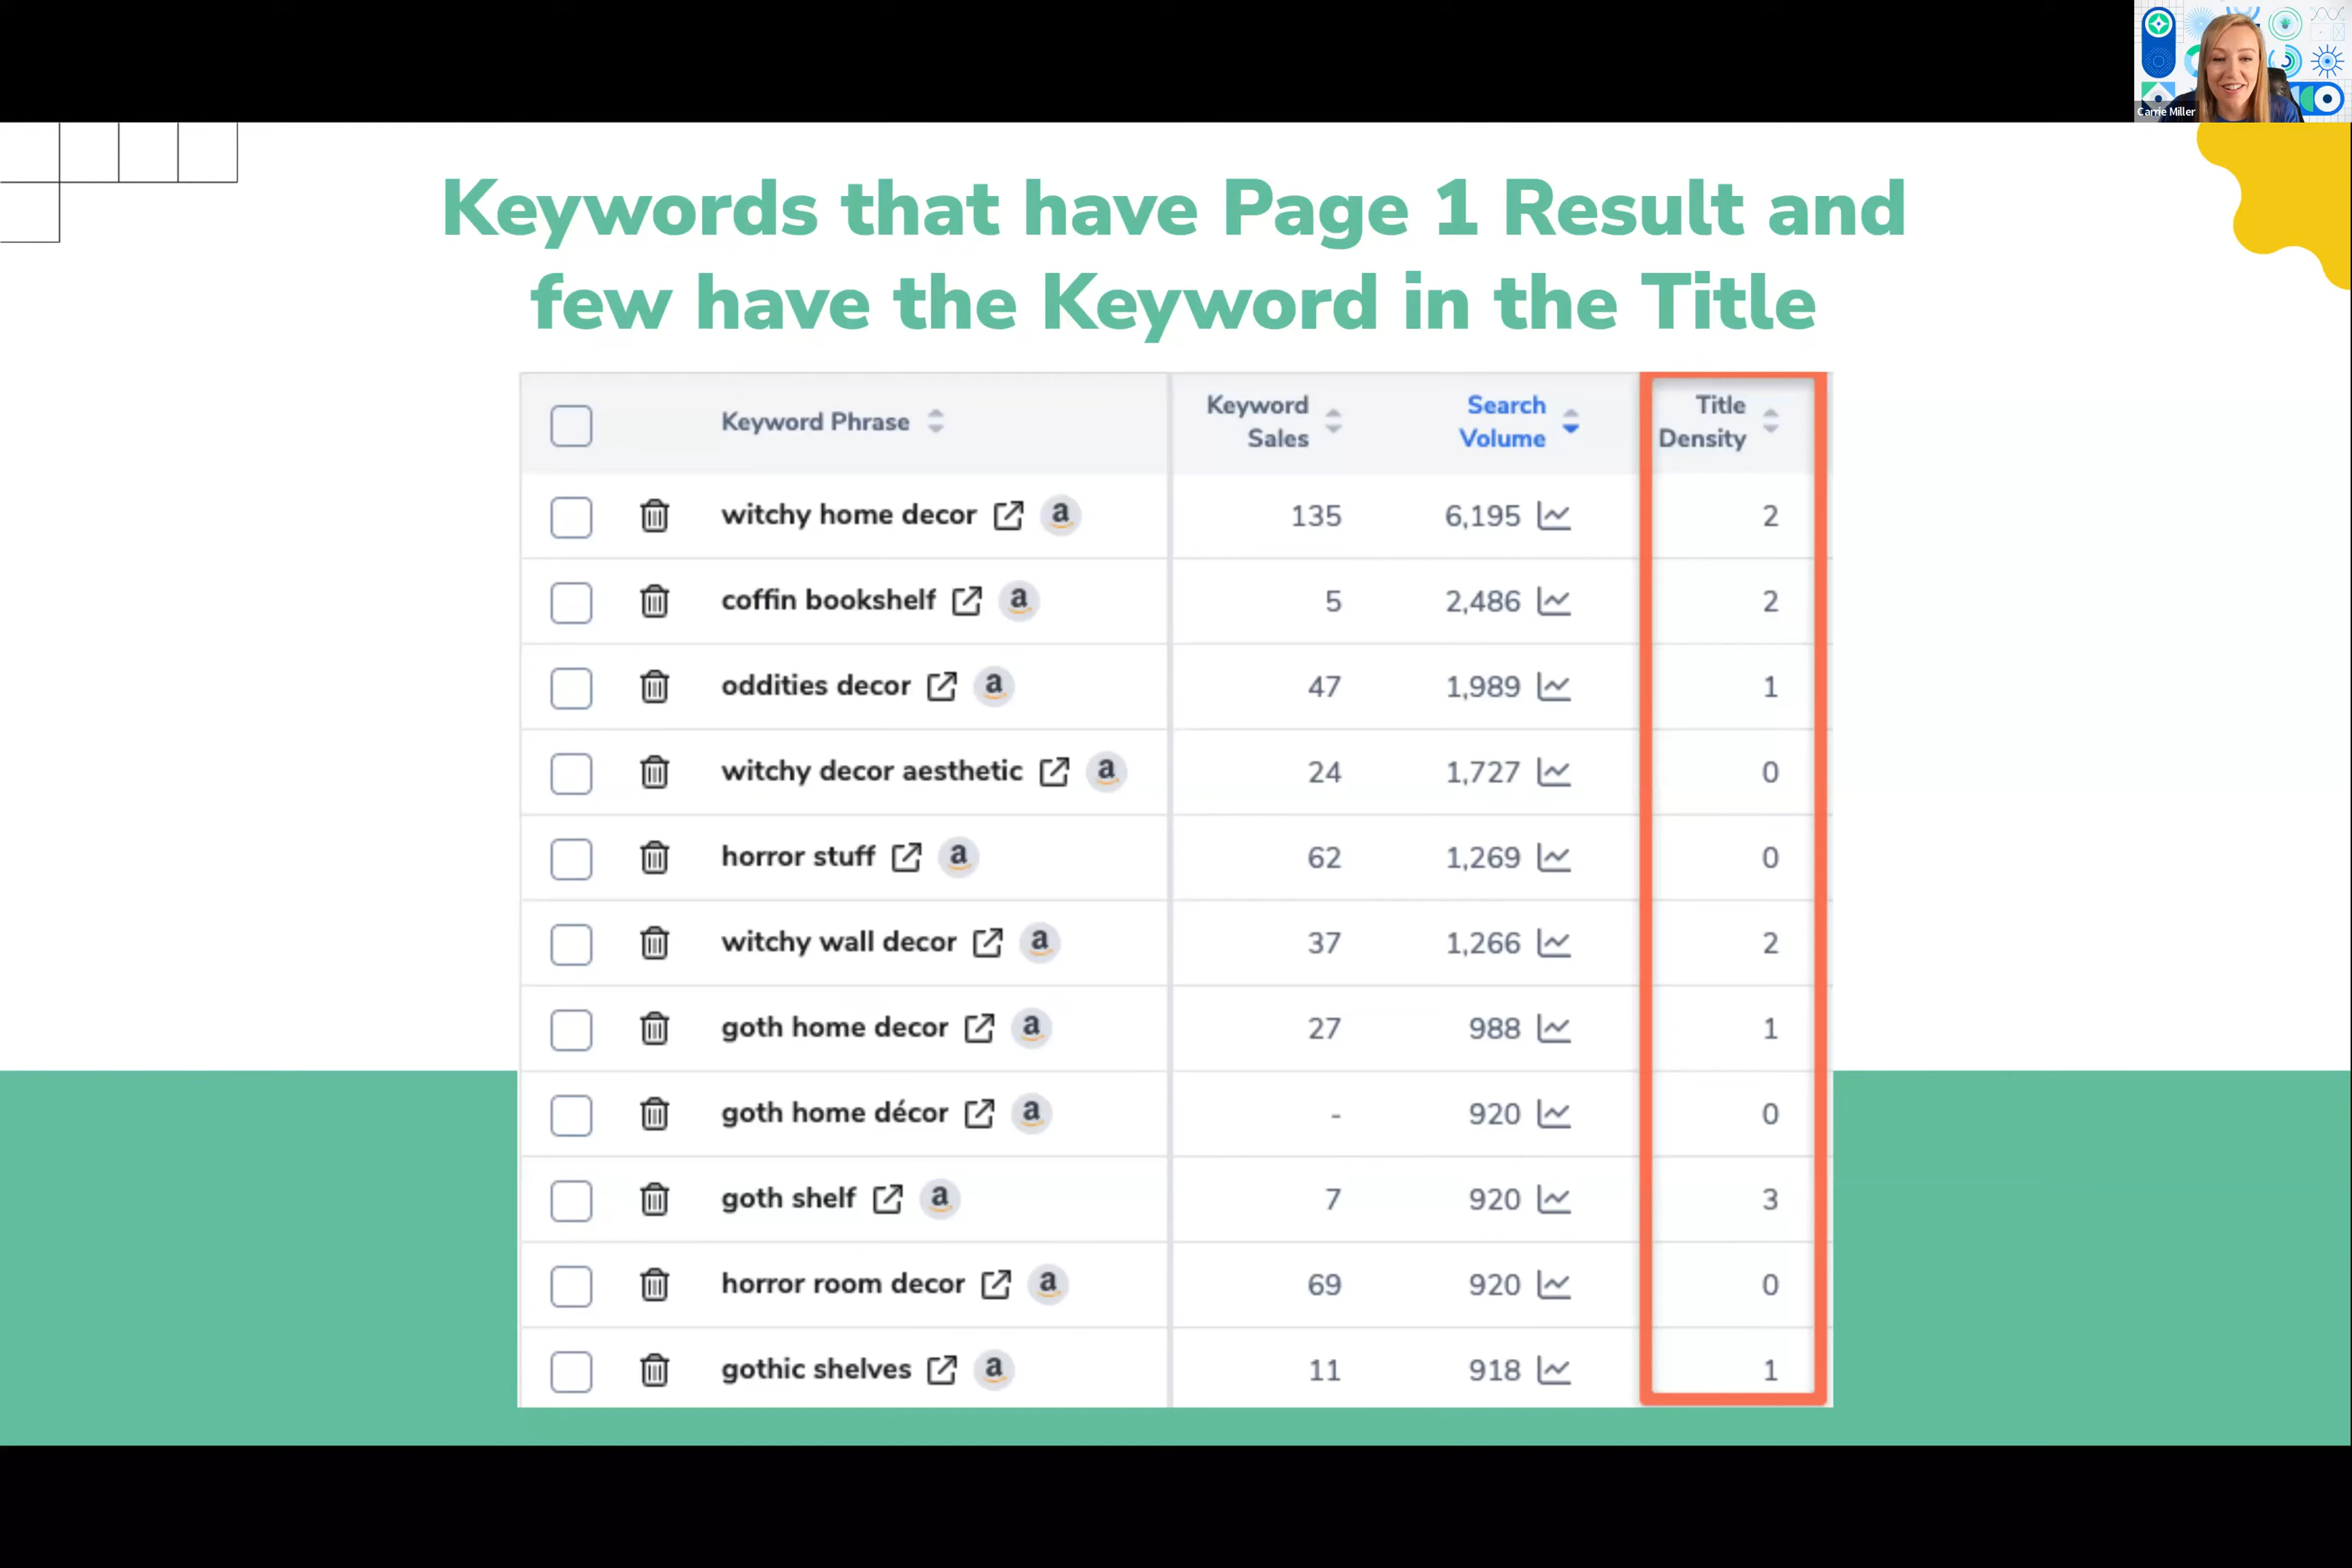 Carrie Miller
Keywords that have Page 1 Result and
few have the Keyword in the Title
Keyword Phrase Keyword Sales Search Volume Title Density
witchy home decor a 135 6,195 2
coffin bookshelf a 5 2,486 2
oddities decor a 47 1,989 1
witchy decor aesthetic a 24 1,727 0
horror stuff a 62 1,269 0
witchy wall decor a 37 1,266 2
goth home decor a 27 988 1
goth home décor a - 920 0
goth shelf a 7 920 3
horror room decor a 69 920 0
gothic shelves a 11 918 1